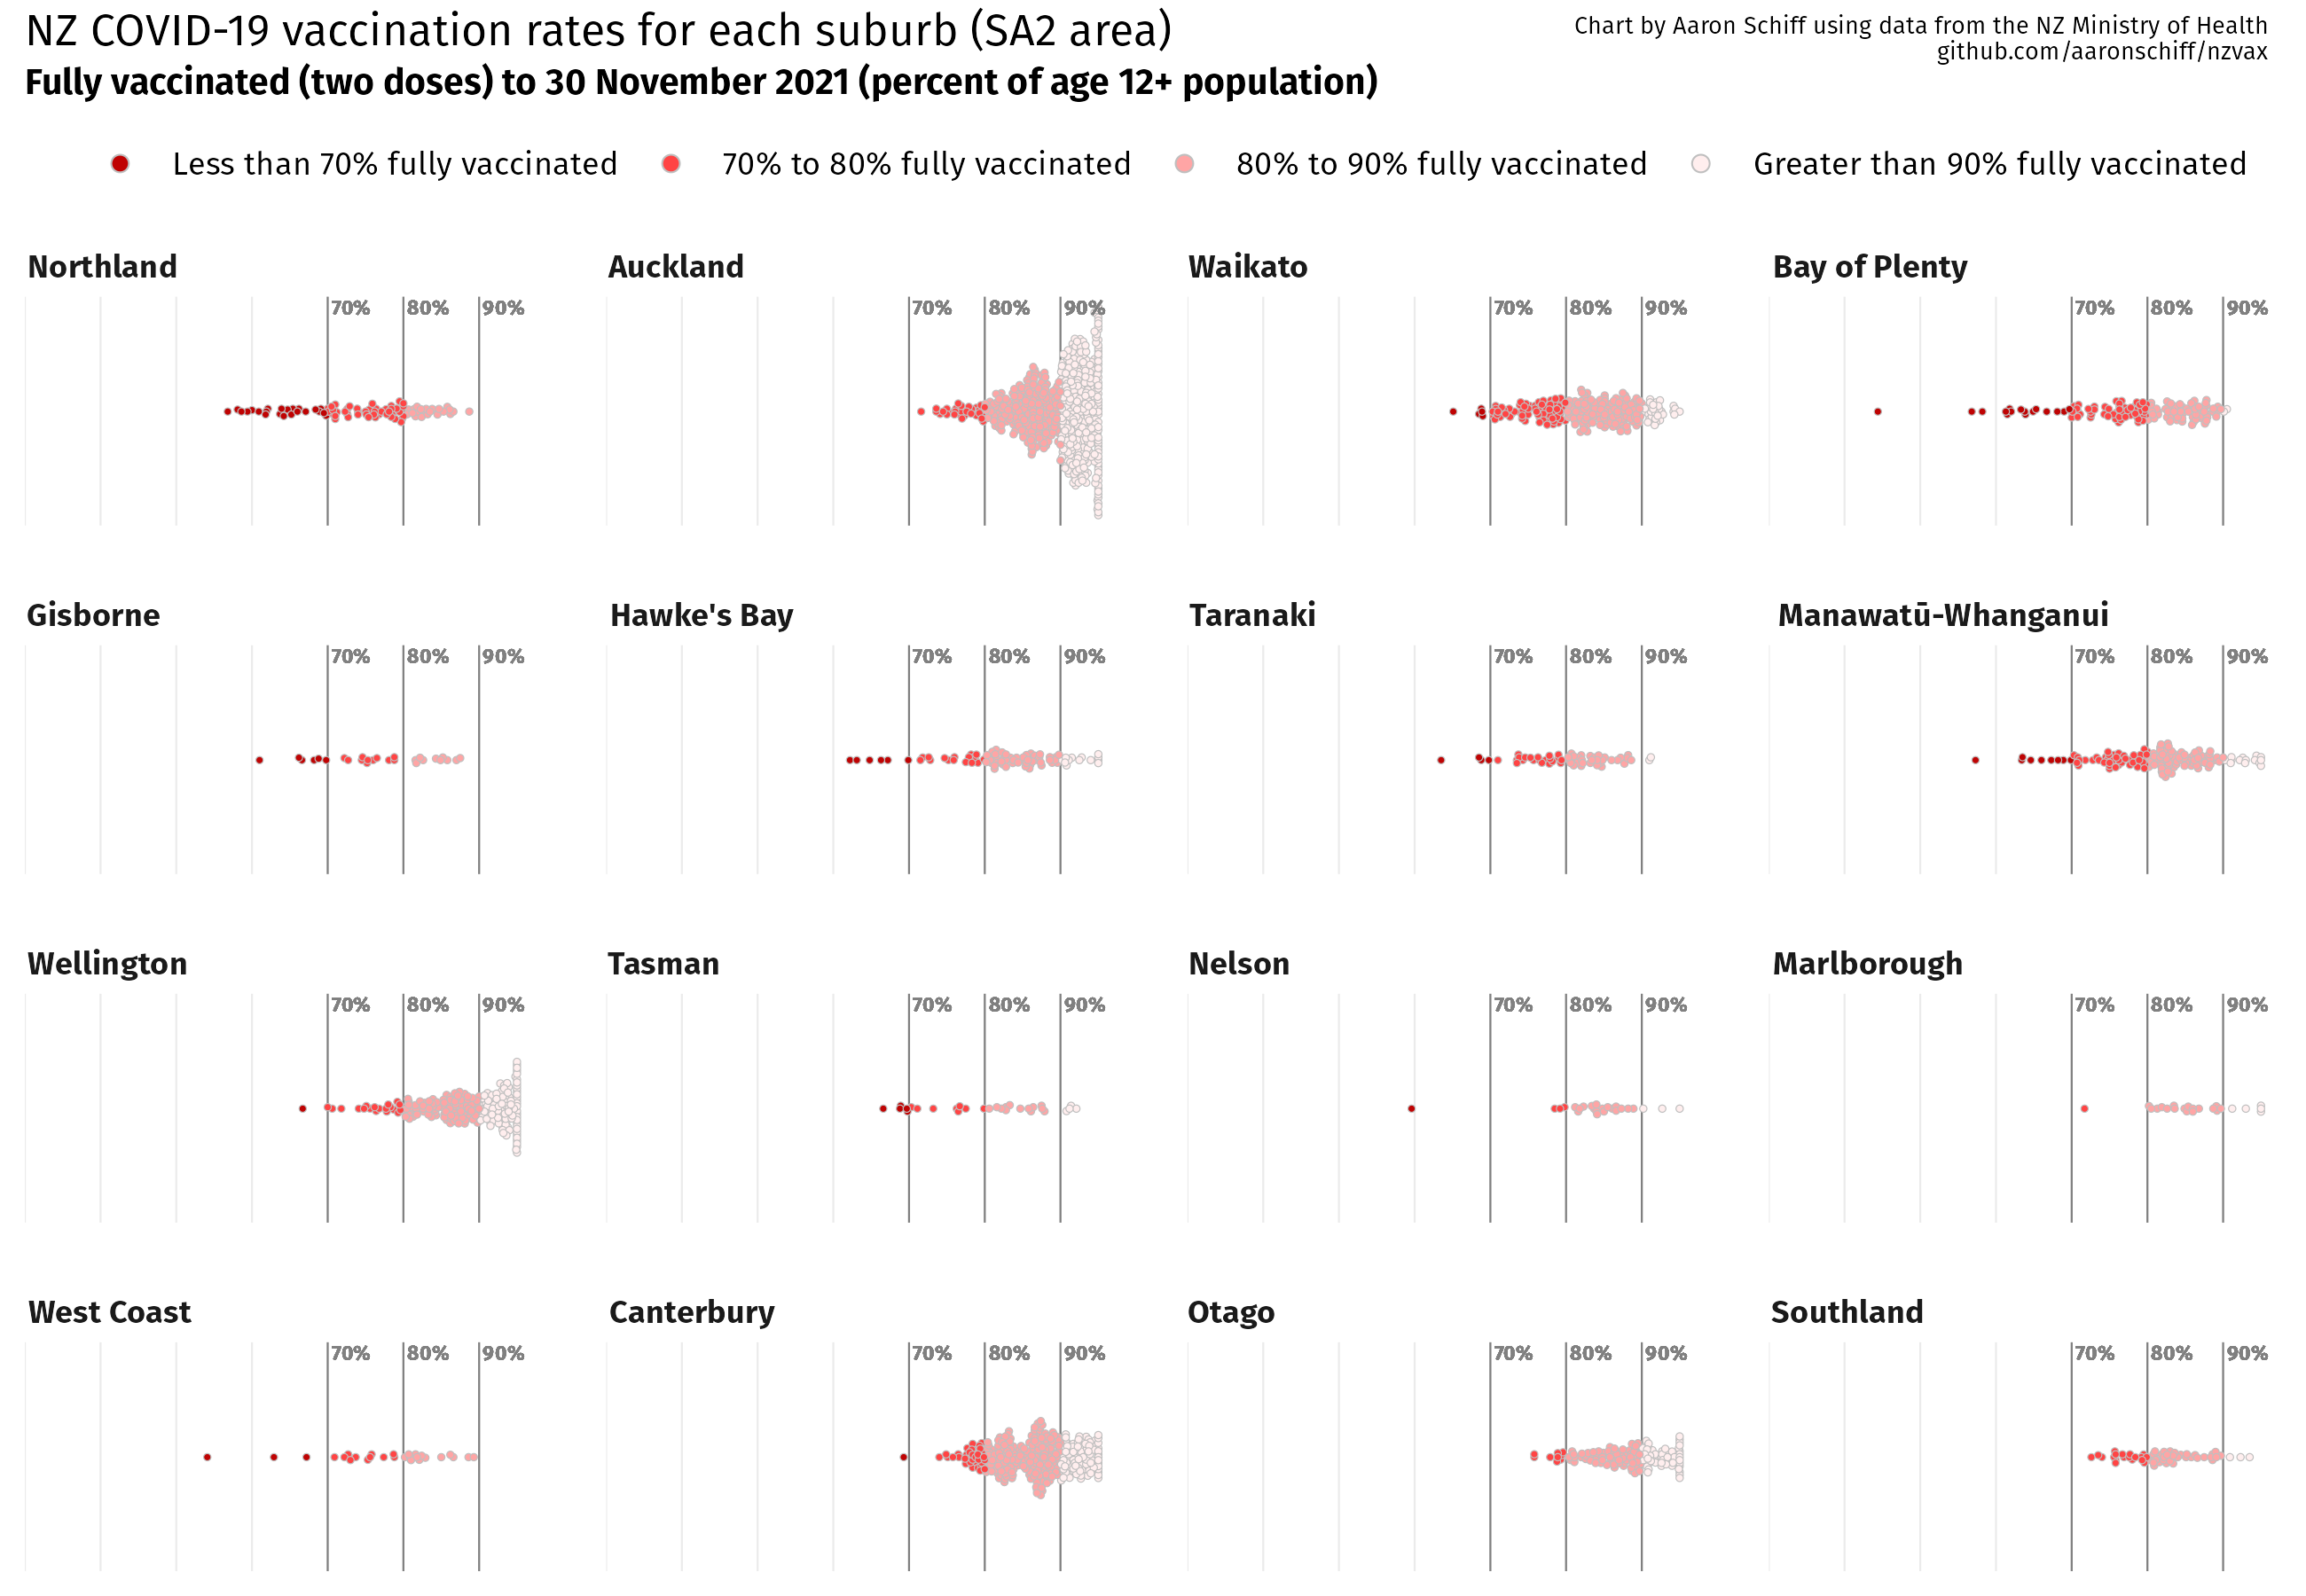 NZ COVID-19 vaccination rates for each suburb (SA2 area)
Fully vaccinated (two doses) to 30 November 2021 (percent of age 12+ population)
Chart by Aaron Schiff using data from the NZ Ministry of Health
github.com/aaronschiff/nzvax
Less than 70% fully vaccinated
70% to 80% fully vaccinated
80% to 90% fully vaccinated
Greater than 90% fully vaccinated
Northland
70% 80% 90%
Auckland
70% 80% 90%
Waikato
70% 80% 90%
Bay of Plenty
70% 80% 90%
Gisborne
70% 80% 90%
Hawke's Bay
70% 80% 90%
Taranaki
70% 80% 90%
Manawatū-Whanganui
70% 80% 90%
Wellington
70% 80% 90%
Tasman
70% 80% 90%
Nelson
70% 80% 90%
Marlborough
70% 80% 90%
West Coast
70% 80% 90%
Canterbury
70% 80% 90%
Otago
70% 80% 90%
Southland
70% 80% 90%